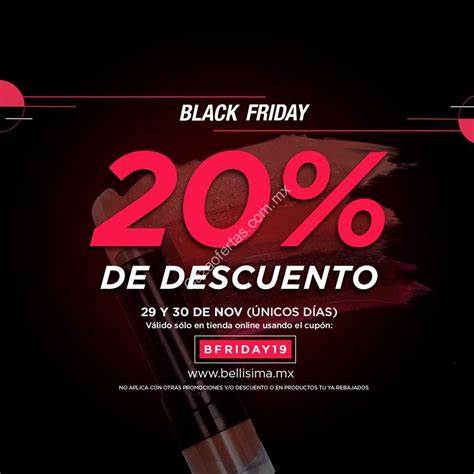 BLACK FRIDAY
20%
DE DESCUENTO
29 Y 30 DE NOV (ÚNICOS DÍAS)
Válido sólo en tienda online usando el cupón:
BFRIDAY19
www.bellisima.mx
NO APLICA CON OTRAS PROMOCIONES Y/O DESCUENTO O EN PRODUCTOS TU YA REBAJADOS